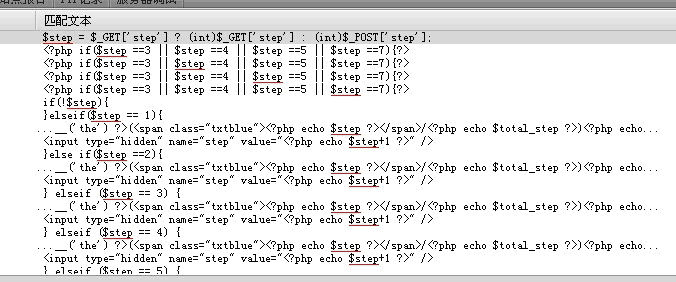 服务器调试
匹配文本
$step = $_GET['step'] ? (int)$_GET['step'] : (int)$_POST['step'];
<?php if($step ==3 || $step ==4 || $step ==5 || $step ==7){?>
<?php if($step ==3 || $step ==4 || $step ==5 || $step ==7){?>
<?php if($step ==3 || $step ==4 || $step ==5 || $step ==7){?>
<?php if($step ==3 || $step ==4 || $step ==5 || $step ==7){?>
if(!$step){
}elseif($step == 1){
...__('the') ?>(<span class="txtblue"><?php echo $step ?></span>/<?php echo $total_step ?>)<?php echo...
<input type="hidden" name="step" value="<?php echo $step+1 ?>" />
}else if($step ==2){
...__('the') ?>(<span class="txtblue"><?php echo $step ?></span>/<?php echo $total_step ?>)<?php echo...
<input type="hidden" name="step" value="<?php echo $step+1 ?>" />
} elseif ($step == 3) {
...__('the') ?>(<span class="txtblue"><?php echo $step ?></span>/<?php echo $total_step ?>)<?php echo...
<input type="hidden" name="step" value="<?php echo $step+1 ?>" />
} elseif ($step == 4) {
...__('the') ?>(<span class="txtblue"><?php echo $step ?></span>/<?php echo $total_step ?>)<?php echo...
<input type="hidden" name="step" value="<?php echo $step+1 ?>" />
} elseif ($step == 5) {